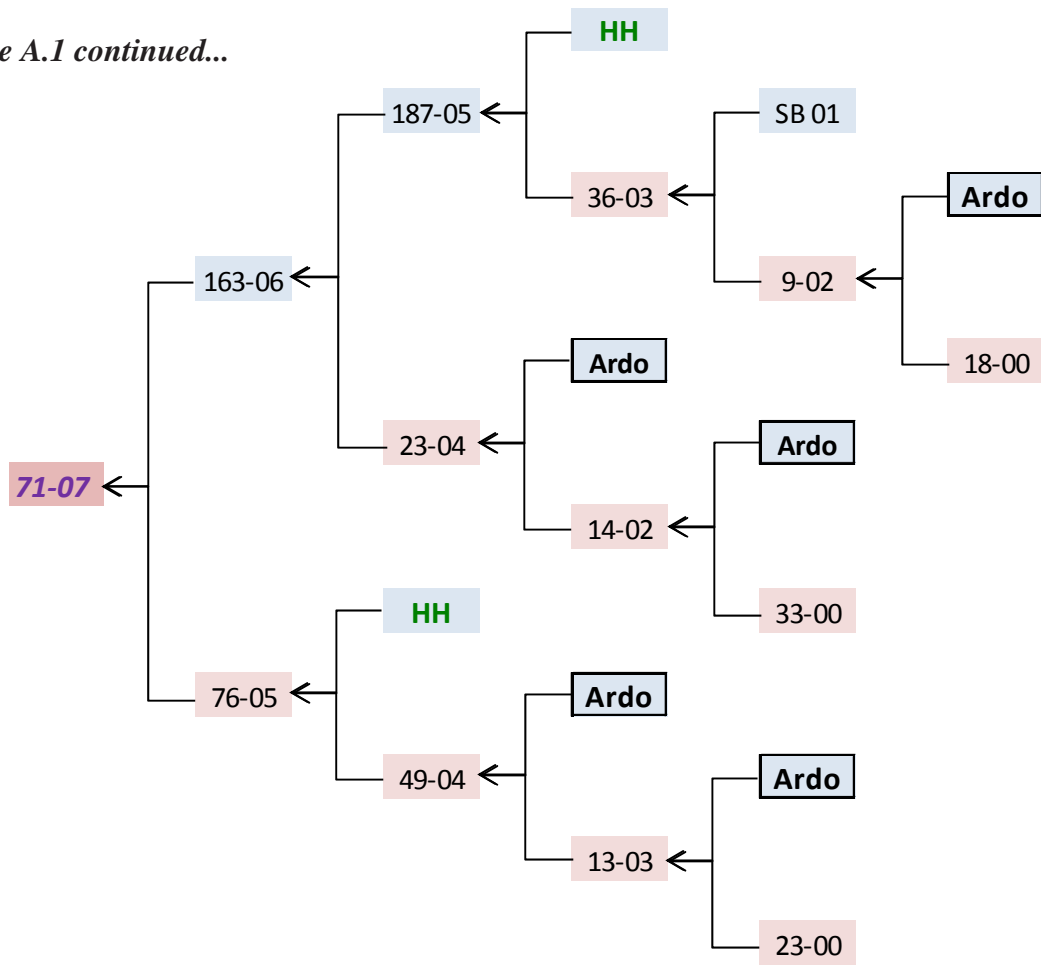 e A.1 continued...
HH
187-05
SB 01
36-03
Ardo
163-06
9-02
Ardo
18-00
23-04
Ardo
71-07
14-02
HH
33-00
76-05
Ardo
49-04
Ardo
13-03
23-00